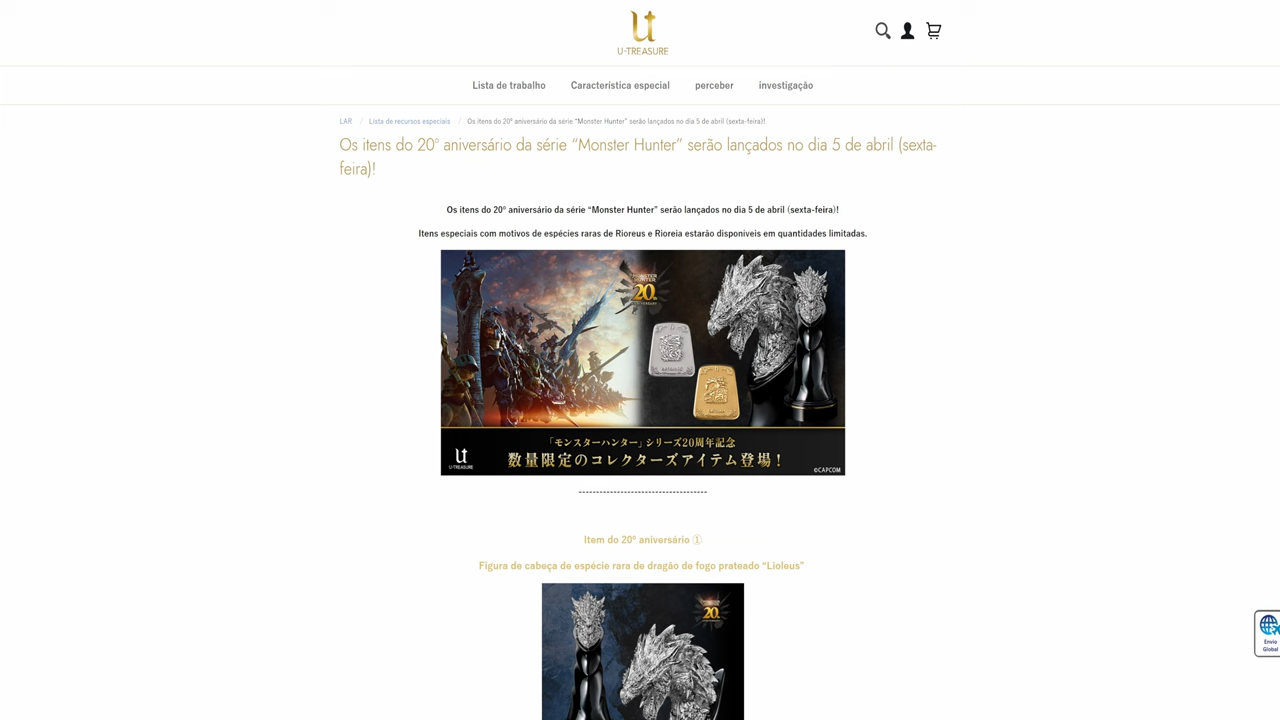 U-TREASURE
Lista de trabalho Característica especial perceber investigação
LAR / Lista de recursos especiais / Os itens do 20º aniversário da série “Monster Hunter” serão lançados no dia 5 de abril (sexta-feira)!
Os itens do 20º aniversário da série “Monster Hunter” serão lançados no dia 5 de abril (sexta-
feira)!
Os itens do 20º aniversário da série “Monster Hunter” serão lançados no dia 5 de abril (sexta-feira)!
Itens especiais com motivos de espécies raras de Rioreus e Rioreia estarão disponíveis em quantidades limitadas.
MONSTER
HUNTER
20
「モンスターハンター」シリーズ20周年記念
数量限定のコレクターズアイテム登場！
U-TREASURE
©CAPCOM
-------------------------------------
Item do 20º aniversário ①
Figura de cabeça de espécie rara de dragão de fogo prateado “Lioleus”
20
Envio
Global